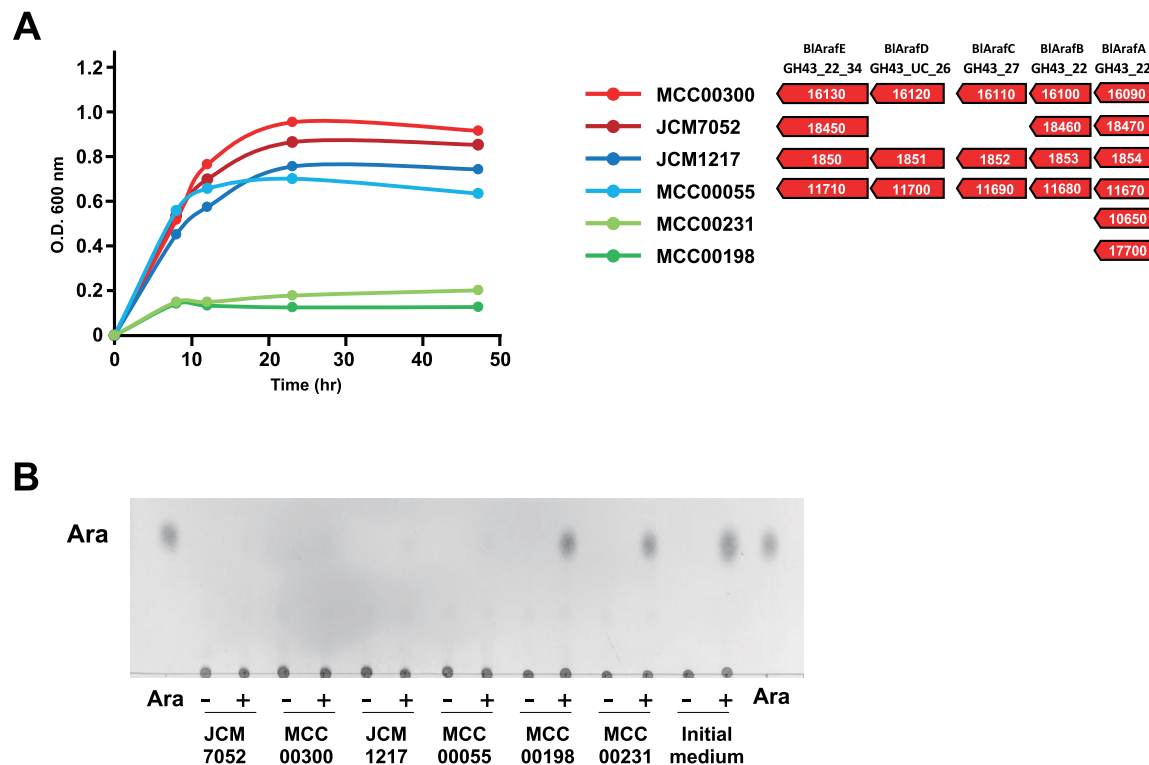 A
1.2
1.0
0.8
0.6
0.4
0.2
0
O.D. 600 nm
0 10 20 30 40 50
Time (hr)
MCC00300
JCM7052
JCM1217
MCC00055
MCC00231
MCC00198
BlArafE BlArafD BlArafC BlArafB BlArafA
GH43_22_34 GH43_UC_26 GH43_27 GH43_22 GH43_22
16130 16120 16110 16100 16090
18450 18460 18470
1850 1851 1852 1853 1854
11710 11700 11690 11680 11670
10650
17700
B
Ara
Ara - + - + - + - + - + - + - + Ara
JCM MCC JCM MCC MCC MCC Initial
7052 00300 1217 00055 00198 00231 medium